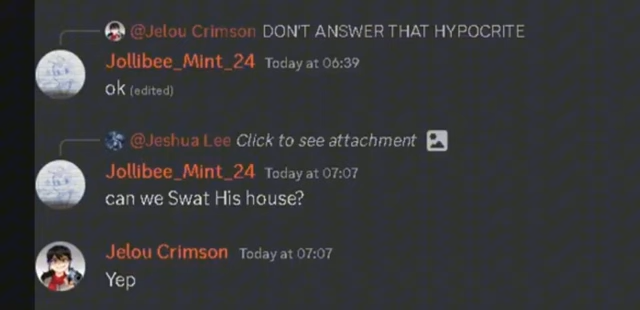 @Jelou Crimson DON'T ANSWER THAT HYPOCRITE
Jollibee_Mint_24 Today at 06:39
ok (edited)
@Jeshua Lee Click to see attachment
Jollibee_Mint_24 Today at 07:07
can we Swat His house?
Jelou Crimson Today at 07:07
Yep